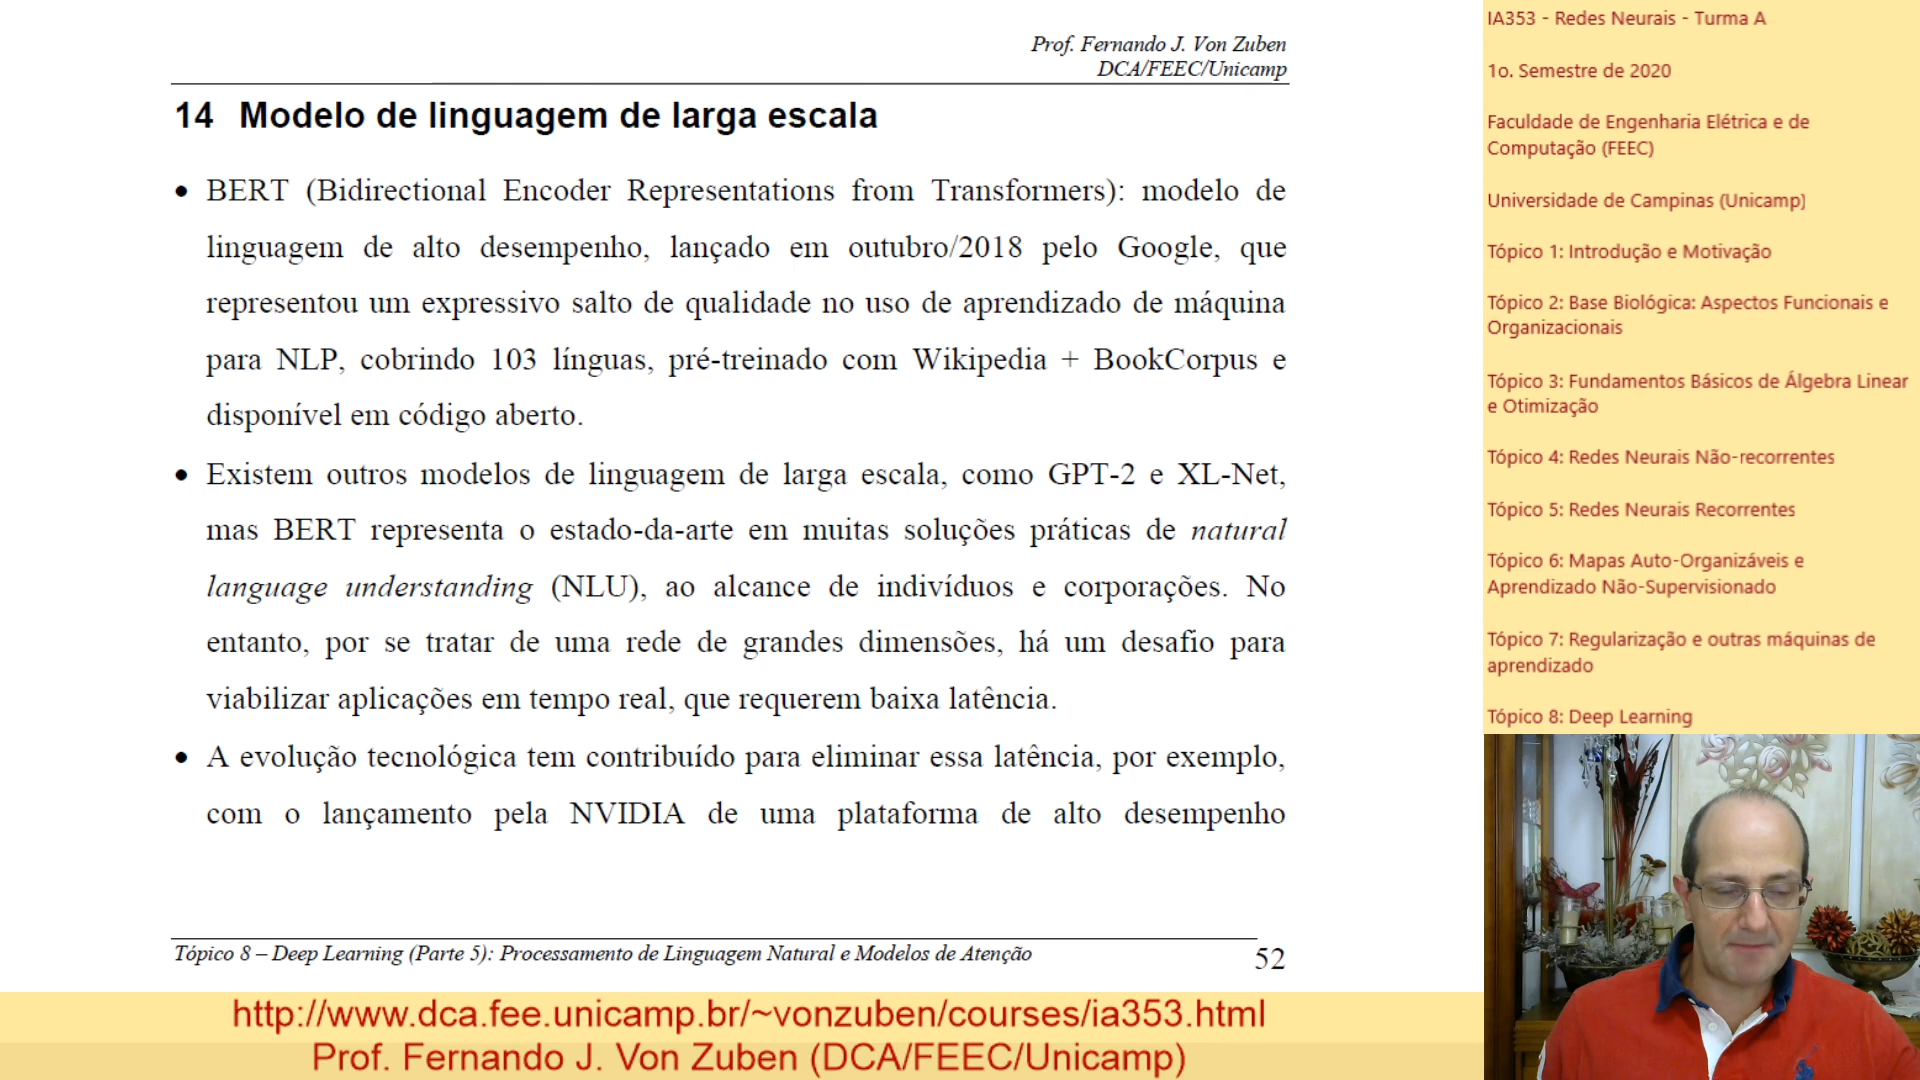 Prof. Fernando J. Von Zuben
DCA/FEEC/Unicamp
14 Modelo de linguagem de larga escala
• BERT (Bidirectional Encoder Representations from Transformers): modelo de
linguagem de alto desempenho, lançado em outubro/2018 pelo Google, que
representou um expressivo salto de qualidade no uso de aprendizado de máquina
para NLP, cobrindo 103 línguas, pré-treinado com Wikipedia + BookCorpus e
disponível em código aberto.
• Existem outros modelos de linguagem de larga escala, como GPT-2 e XL-Net,
mas BERT representa o estado-da-arte em muitas soluções práticas de natural
language understanding (NLU), ao alcance de indivíduos e corporações. No
entanto, por se tratar de uma rede de grandes dimensões, há um desafio para
viabilizar aplicações em tempo real, que requerem baixa latência.
• A evolução tecnológica tem contribuído para eliminar essa latência, por exemplo,
com o lançamento pela NVIDIA de uma plataforma de alto desempenho
Tópico 8 – Deep Learning (Parte 5): Processamento de Linguagem Natural e Modelos de Atenção
52
http://www.dca.fee.unicamp.br/~vonzuben/courses/ia353.html
Prof. Fernando J. Von Zuben (DCA/FEEC/Unicamp)
IA353 - Redes Neurais - Turma A
1o. Semestre de 2020
Faculdade de Engenharia Elétrica e de
Computação (FEEC)
Universidade de Campinas (Unicamp)
Tópico 1: Introdução e Motivação
Tópico 2: Base Biológica: Aspectos Funcionais e
Organizacionais
Tópico 3: Fundamentos Básicos de Álgebra Linear
e Otimização
Tópico 4: Redes Neurais Não-recorrentes
Tópico 5: Redes Neurais Recorrentes
Tópico 6: Mapas Auto-Organizáveis e
Aprendizado Não-Supervisionado
Tópico 7: Regularização e outras máquinas de
aprendizado
Tópico 8: Deep Learning